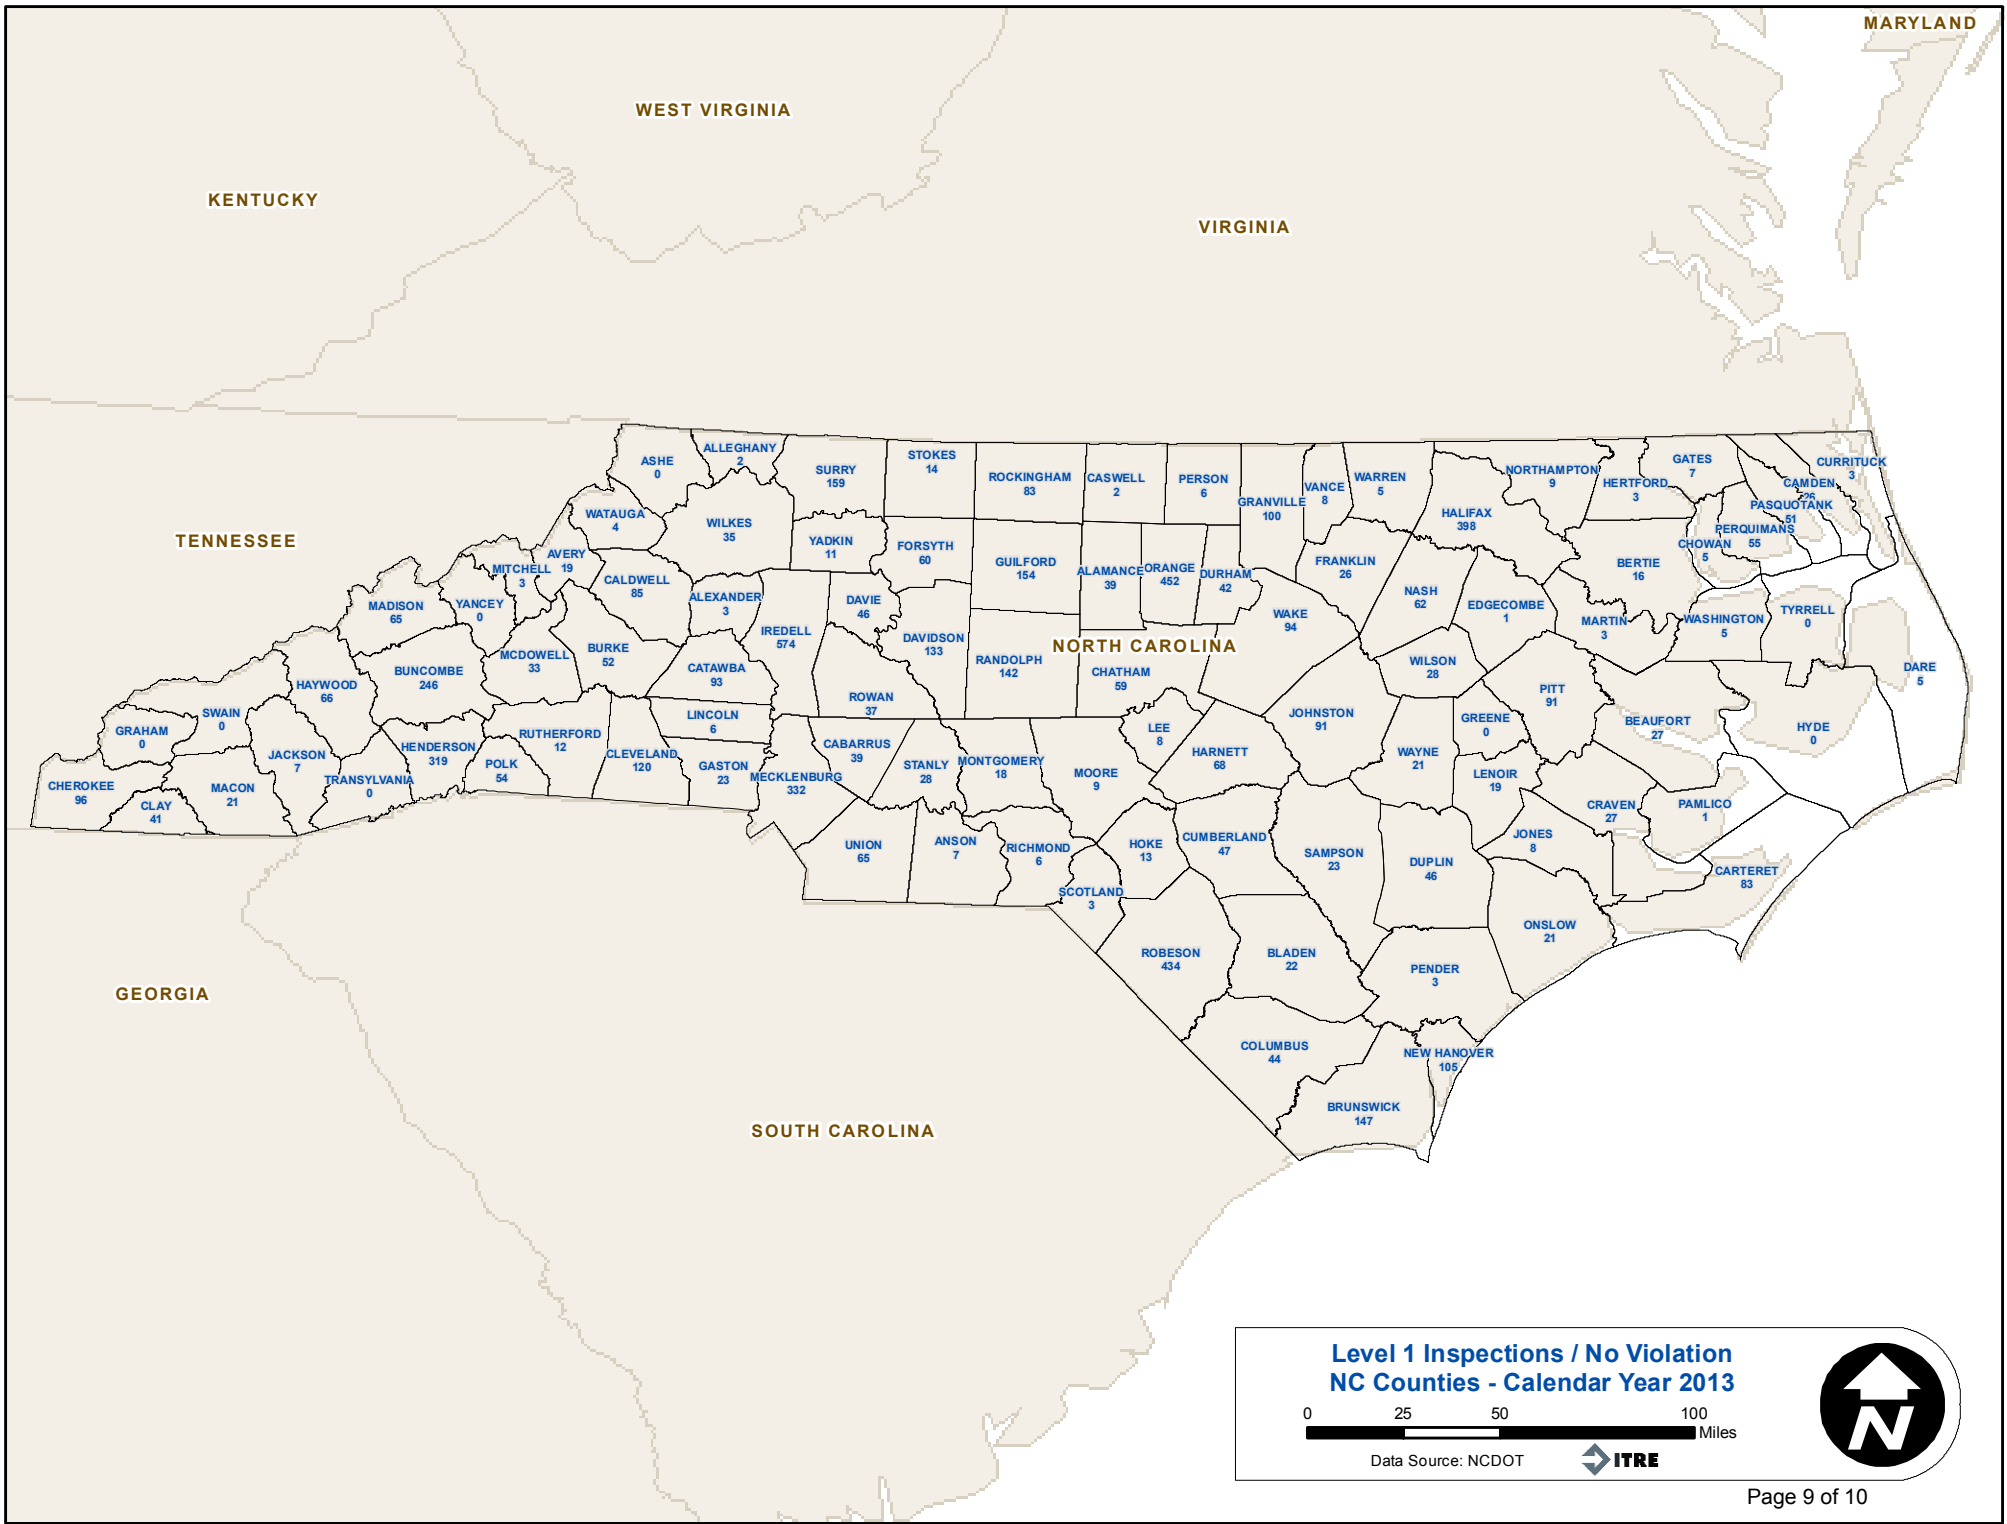 MARYLAND
WEST VIRGINIA
KENTUCKY
VIRGINIA
TENNESSEE
NORTH CAROLINA
GEORGIA
SOUTH CAROLINA
ASHE
0
ALLEGHANY
2
SURRY
159
STOKES
14
ROCKINGHAM
83
CASWELL
2
PERSON
6
GRANVILLE
100
VANCE
8
WARREN
5
HALIFAX
398
NORTHAMPTON
9
HERTFORD
3
GATES
7
CURRITUCK
3
CAMDEN
26
PASQUOTANK
51
PERQUIMANS
55
CHOWAN
5
WATAUGA
4
WILKES
35
YADKIN
11
FORSYTH
60
GUILFORD
154
ALAMANCE
39
ORANGE
452
DURHAM
42
FRANKLIN
26
NASH
62
EDGECOMBE
1
BERTIE
16
MARTIN
3
WASHINGTON
5
TYRRELL
0
DARE
5
AVERY
19
MITCHELL
3
CALDWELL
85
ALEXANDER
3
IREDELL
574
DAVIE
46
DAVIDSON
133
RANDOLPH
142
CHATHAM
59
WAKE
94
WILSON
28
PITT
91
BEAUFORT
27
HYDE
0
MADISON
65
YANCEY
0
BUNCOMBE
246
MCDOWELL
33
BURKE
52
CATAWBA
93
ROWAN
37
LEE
8
HARNETT
68
JOHNSTON
91
WAYNE
21
GREENE
0
LENOIR
19
CRAVEN
27
PAMLICO
1
HAYWOOD
66
SWAIN
0
GRAHAM
0
CHEROKEE
96
CLAY
41
MACON
21
JACKSON
7
TRANSYLVANIA
0
HENDERSON
319
POLK
54
RUTHERFORD
12
CLEVELAND
120
LINCOLN
6
GASTON
23
MECKLENBURG
332
CABARRUS
39
STANLY
28
MONTGOMERY
18
MOORE
9
UNION
65
ANSON
7
RICHMOND
6
SCOTLAND
3
HOKE
13
CUMBERLAND
47
SAMPSON
23
DUPLIN
46
JONES
8
CARTERET
83
ONSLOW
21
ROBESON
434
BLADEN
22
PENDER
3
COLUMBUS
44
NEW HANOVER
105
BRUNSWICK
147
Level 1 Inspections / No Violation
NC Counties - Calendar Year 2013
0 25 50 100
Miles
Data Source: NCDOT ITRE
N
Page 9 of 10